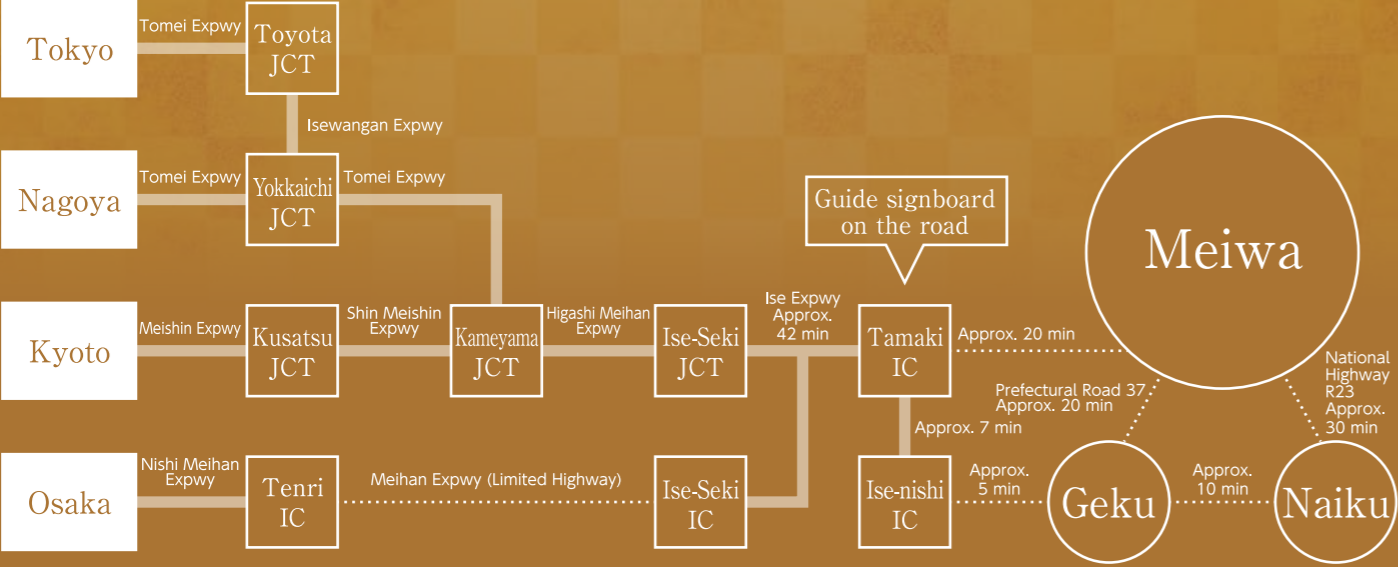 Tokyo
Tomei Expwy
Toyota
JCT
Isewangan Expwy
Nagoya
Tomei Expwy
Yokkaichi
JCT
Tomei Expwy
Guide signboard
on the road
Meiwa
Kyoto
Meishin Expwy
Kusatsu
JCT
Shin Meishin
Expwy
Kameyama
JCT
Higashi Meihan
Expwy
Ise-Seki
JCT
Ise Expwy
Approx.
42 min
Tamaki
IC
Approx. 20 min
Prefectural Road 37
Approx. 20 min
National
Highway
R23
Approx.
30 min
Approx. 7 min
Osaka
Nishi Meihan
Expwy
Tenri
IC
Meihan Expwy (Limited Highway)
Ise-Seki
IC
Ise-nishi
IC
Approx.
5 min
Geku
Approx.
10 min
Naiku